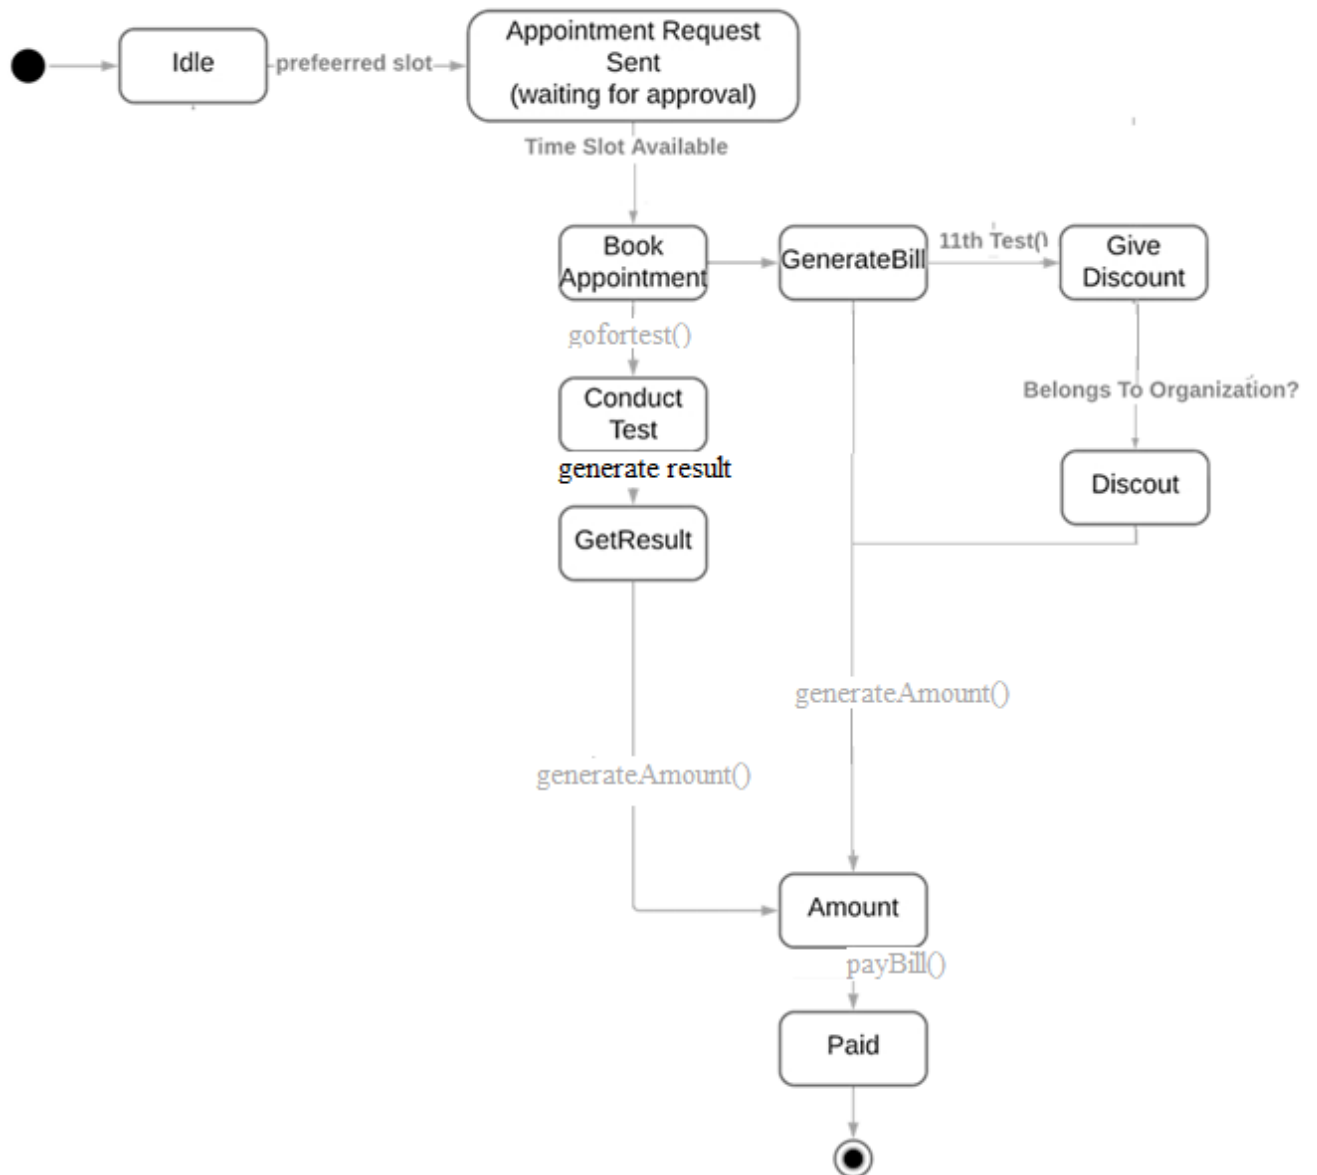 Idle
prefeerred slot
Appointment Request
Sent
(waiting for approval)
Time Slot Available
Book
Appointment
GenerateBill
11th Test()
Give
Discount
gofortest()
Belongs To Organization?
Conduct
Test
generate result
Discout
GetResult
generateAmount()
generateAmount()
Amount
payBill()
Paid